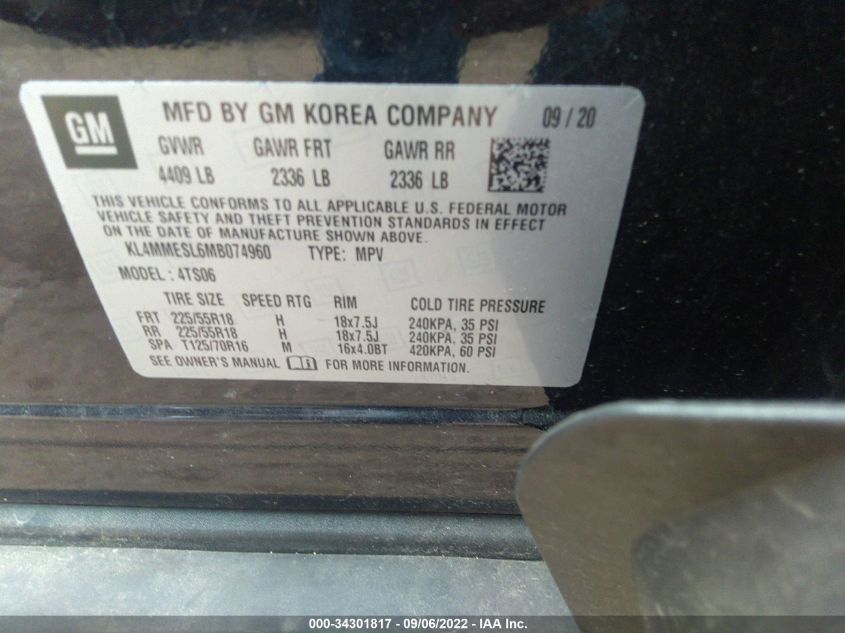 GM
MFD BY GM KOREA COMPANY 09 / 20
GVWR GAWR FRT GAWR RR
4409 LB 2336 LB 2336 LB
THIS VEHICLE CONFORMS TO ALL APPLICABLE U.S. FEDERAL MOTOR
VEHICLE SAFETY AND THEFT PREVENTION STANDARDS IN EFFECT
ON THE DATE OF MANUFACTURE SHOWN ABOVE.
KL4MMESL6MB074960 TYPE: MPV
MODEL: 4TS06
TIRE SIZE SPEED RTG RIM COLD TIRE PRESSURE
FRT 225/55R18 H 18x7.5J 240KPA, 35 PSI
RR 225/55R18 H 18x7.5J 240KPA, 35 PSI
SPA T125/70R16 M 16x4.0BT 420KPA, 60 PSI
SEE OWNER'S MANUAL FOR MORE INFORMATION.
000-34301817 - 09/06/2022 - IAA Inc.